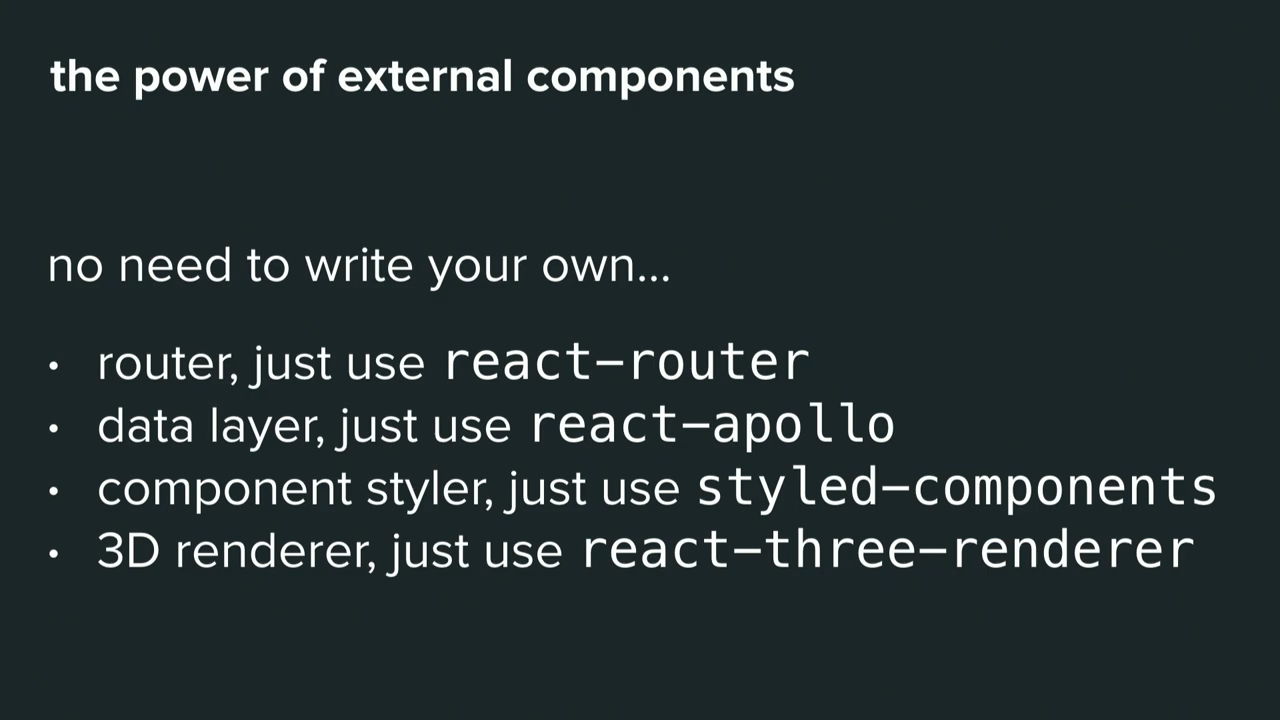 the power of external components
no need to write your own...
• router, just use react-router
• data layer, just use react-apollo
• component styler, just use styled-components
• 3D renderer, just use react-three-renderer